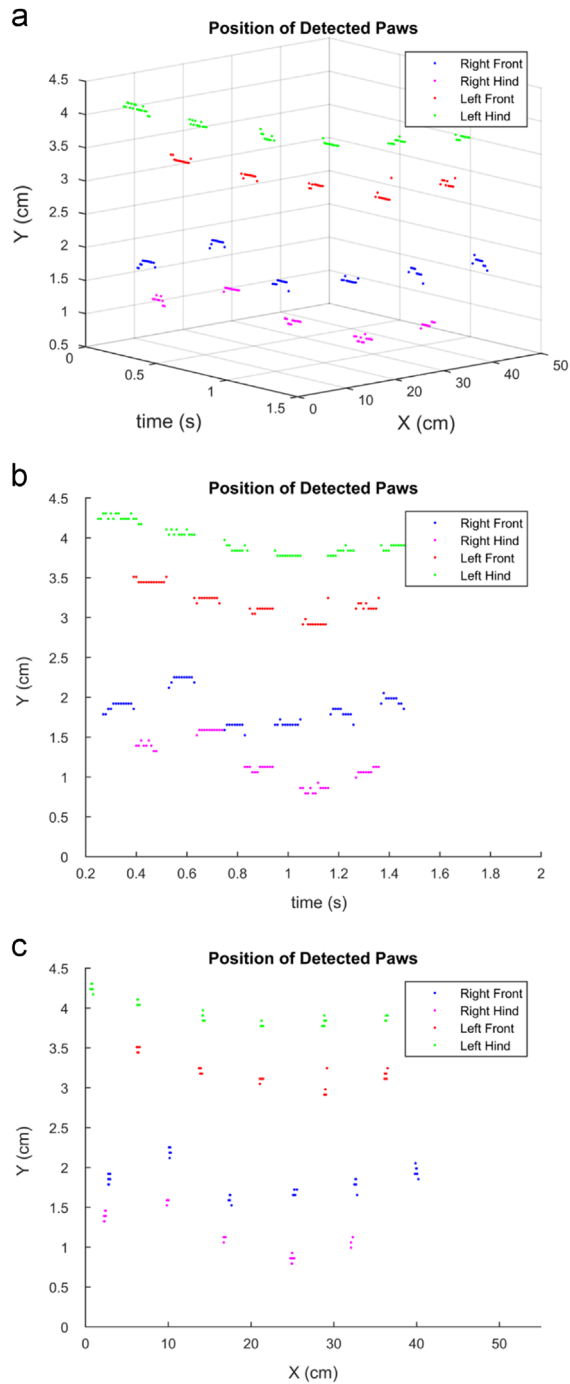 a
Position of Detected Paws
Right Front
Right Hind
Left Front
Left Hind
4.5
4
3.5
3
2.5
2
1.5
1
0.5
Y (cm)
0
0.5
1
1.5
time (s)
0
10
20
30
40
50
X (cm)
b
Position of Detected Paws
Right Front
Right Hind
Left Front
Left Hind
4.5
4
3.5
3
2.5
2
1.5
1
0.5
0
Y (cm)
0.2 0.4 0.6 0.8 1 1.2 1.4 1.6 1.8 2
time (s)
c
Position of Detected Paws
Right Front
Right Hind
Left Front
Left Hind
4.5
4
3.5
3
2.5
2
1.5
1
0.5
0
Y (cm)
0 10 20 30 40 50
X (cm)